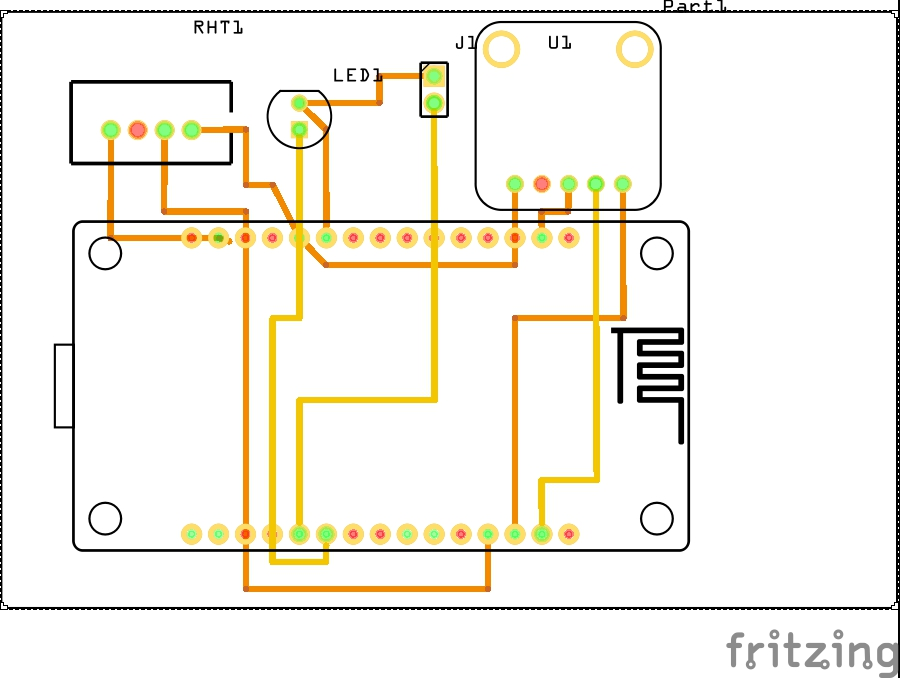 Part1
RHT1
J1
U1
LED1
fritzing